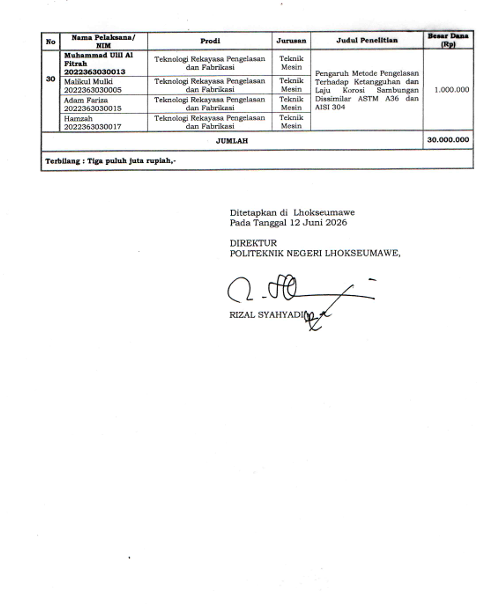 No
Nama Pelaksana/
NIM
Prodi
Jurusan
Judul Penelitian
Besar Dana
(Rp)
30
Muhammad Ulil Al
Fitrah
2022363030013
Teknologi Rekayasa Pengelasan
dan Fabrikasi
Teknik
Mesin
Malikul Mulki
2022363030005
Teknologi Rekayasa Pengelasan
dan Fabrikasi
Teknik
Mesin
Adam Fariza
2022363030015
Teknologi Rekayasa Pengelasan
dan Fabrikasi
Teknik
Mesin
Hamzah
2022363030017
Teknologi Rekayasa Pengelasan
dan Fabrikasi
Teknik
Mesin
Pengaruh Metode Pengelasan
Terhadap Ketangguhan dan
Laju Korosi Sambungan
Dissimilar ASTM A36 dan
AISI 304
1.000.000
JUMLAH
30.000.000
Terbilang : Tiga puluh juta rupiah,-
Ditetapkan di Lhokseumawe
Pada Tanggal 12 Juni 2026
DIREKTUR
POLITEKNIK NEGERI LHOKSEUMAWE,
RIZAL SYAHYADI